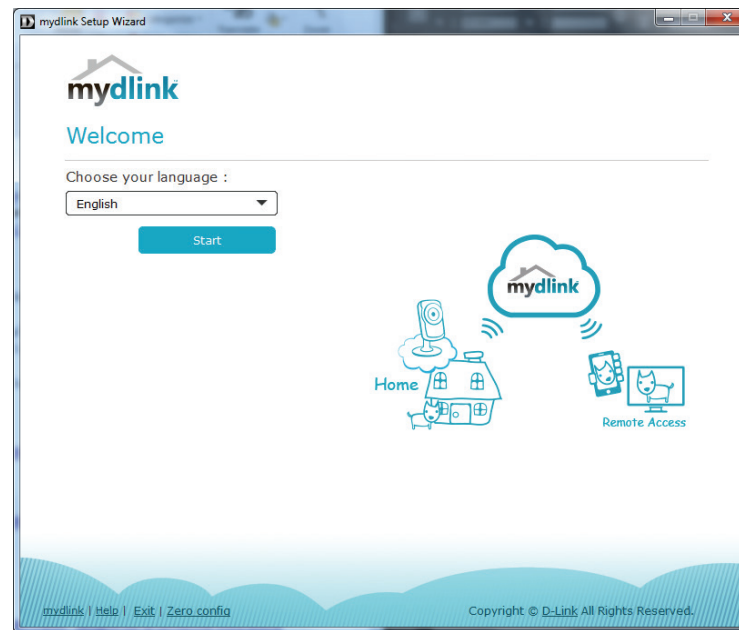 mydlink Setup Wizard
mydlink
Welcome
Choose your language :
English
Start
mydlink
Home
Remote Access
mydlink | Help | Exit | Zero config
Copyright © D-Link All Rights Reserved.